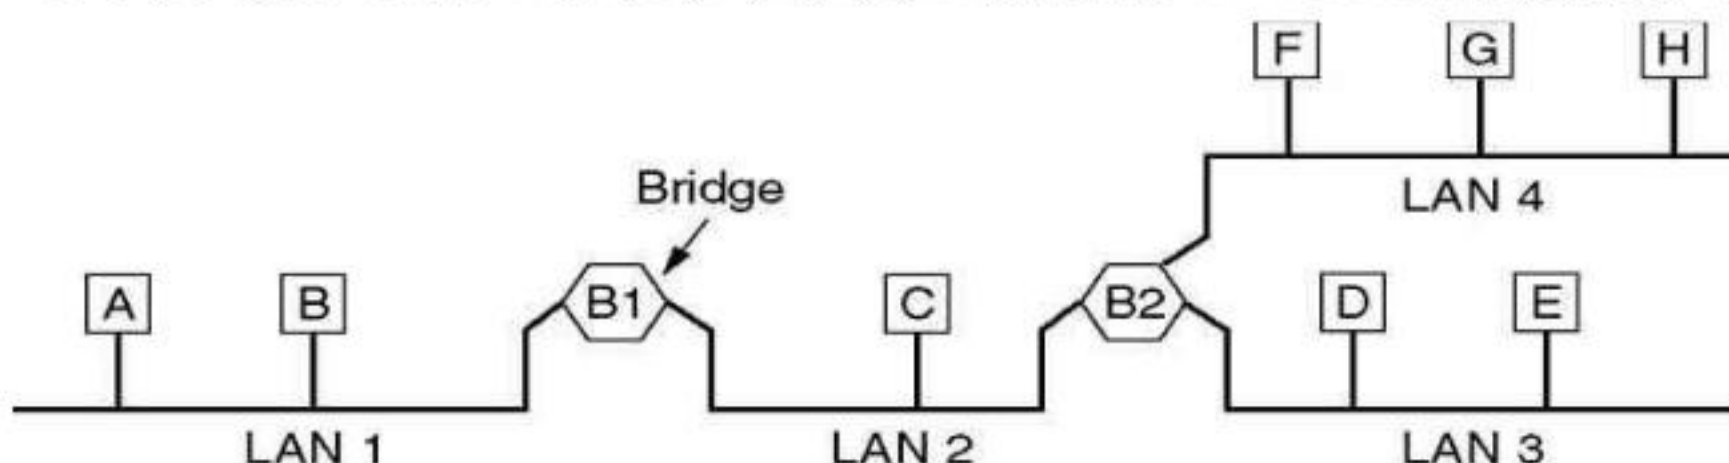 F G H
LAN 4
Bridge
A B B1 C B2 D E
LAN 1 LAN 2 LAN 3